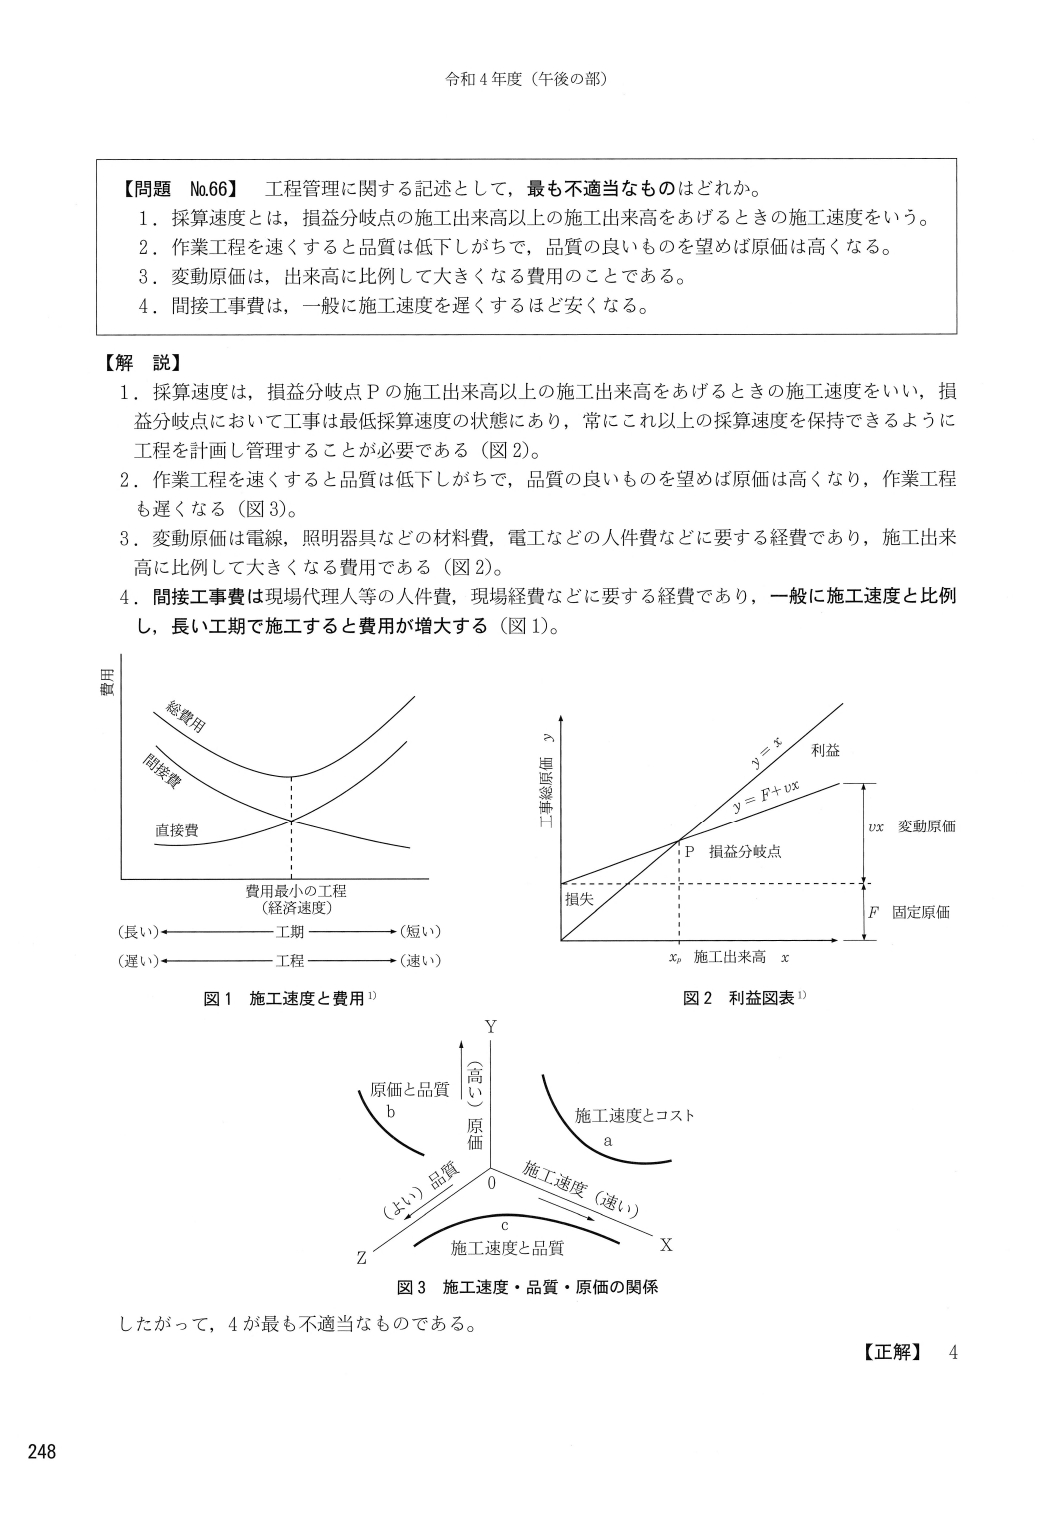 令和4年度（午後の部）
【問題　No.66】　工程管理に関する記述として，最も不適当なものはどれか。
1．採算速度とは，損益分岐点の施工出来高以上の施工出来高をあげるときの施工速度をいう。
2．作業工程を速くすると品質は低下しがちで，品質の良いものを望めば原価は高くなる。
3．変動原価は，出来高に比例して大きくなる費用のことである。
4．間接工事費は，一般に施工速度を遅くするほど安くなる。
【解　説】
1．採算速度は，損益分岐点Pの施工出来高以上の施工出来高をあげるときの施工速度をいい，損
益分岐点において工事は最低採算速度の状態にあり，常にこれ以上の採算速度を保持できるように
工程を計画し管理することが必要である（図2）。
2．作業工程を速くすると品質は低下しがちで，品質の良いものを望めば原価は高くなり，作業工程
も遅くなる（図3）。
3．変動原価は電線，照明器具などの材料費，電工などの人件費などに要する経費であり，施工出来
高に比例して大きくなる費用である（図2）。
4．間接工事費は現場代理人等の人件費，現場経費などに要する経費であり，一般に施工速度と比例
し，長い工期で施工すると費用が増大する（図1）。
費用
総費用
間接費
直接費
費用最小の工程
（経済速度）
（長い） 工期 （短い）
（遅い） 工程 （速い）
図1　施工速度と費用1)
工事総原価 y
y = x
利益
y = F + vx
vx　変動原価
P　損益分岐点
損失
F　固定原価
xp　施工出来高　x
図2　利益図表1)
Y
（高い）原価
原価と品質
b
施工速度とコスト
a
（よい）品質
0
施工速度（速い）
c
施工速度と品質
Z
X
図3　施工速度・品質・原価の関係
したがって，4が最も不適当なものである。
【正解】　4
248